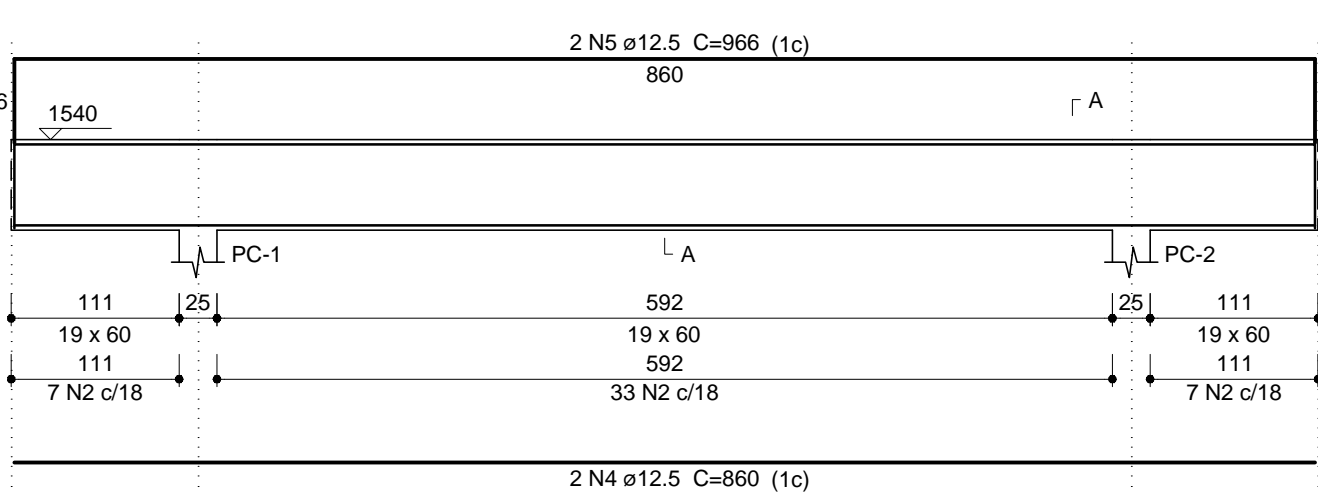 2 N5 ø12.5 C=966 (1c)
860
6
A
1540
PC-1
A
PC-2
111 25 592 25 111
19 x 60 19 x 60 19 x 60
111 592 111
7 N2 c/18 33 N2 c/18 7 N2 c/18
2 N4 ø12.5 C=860 (1c)